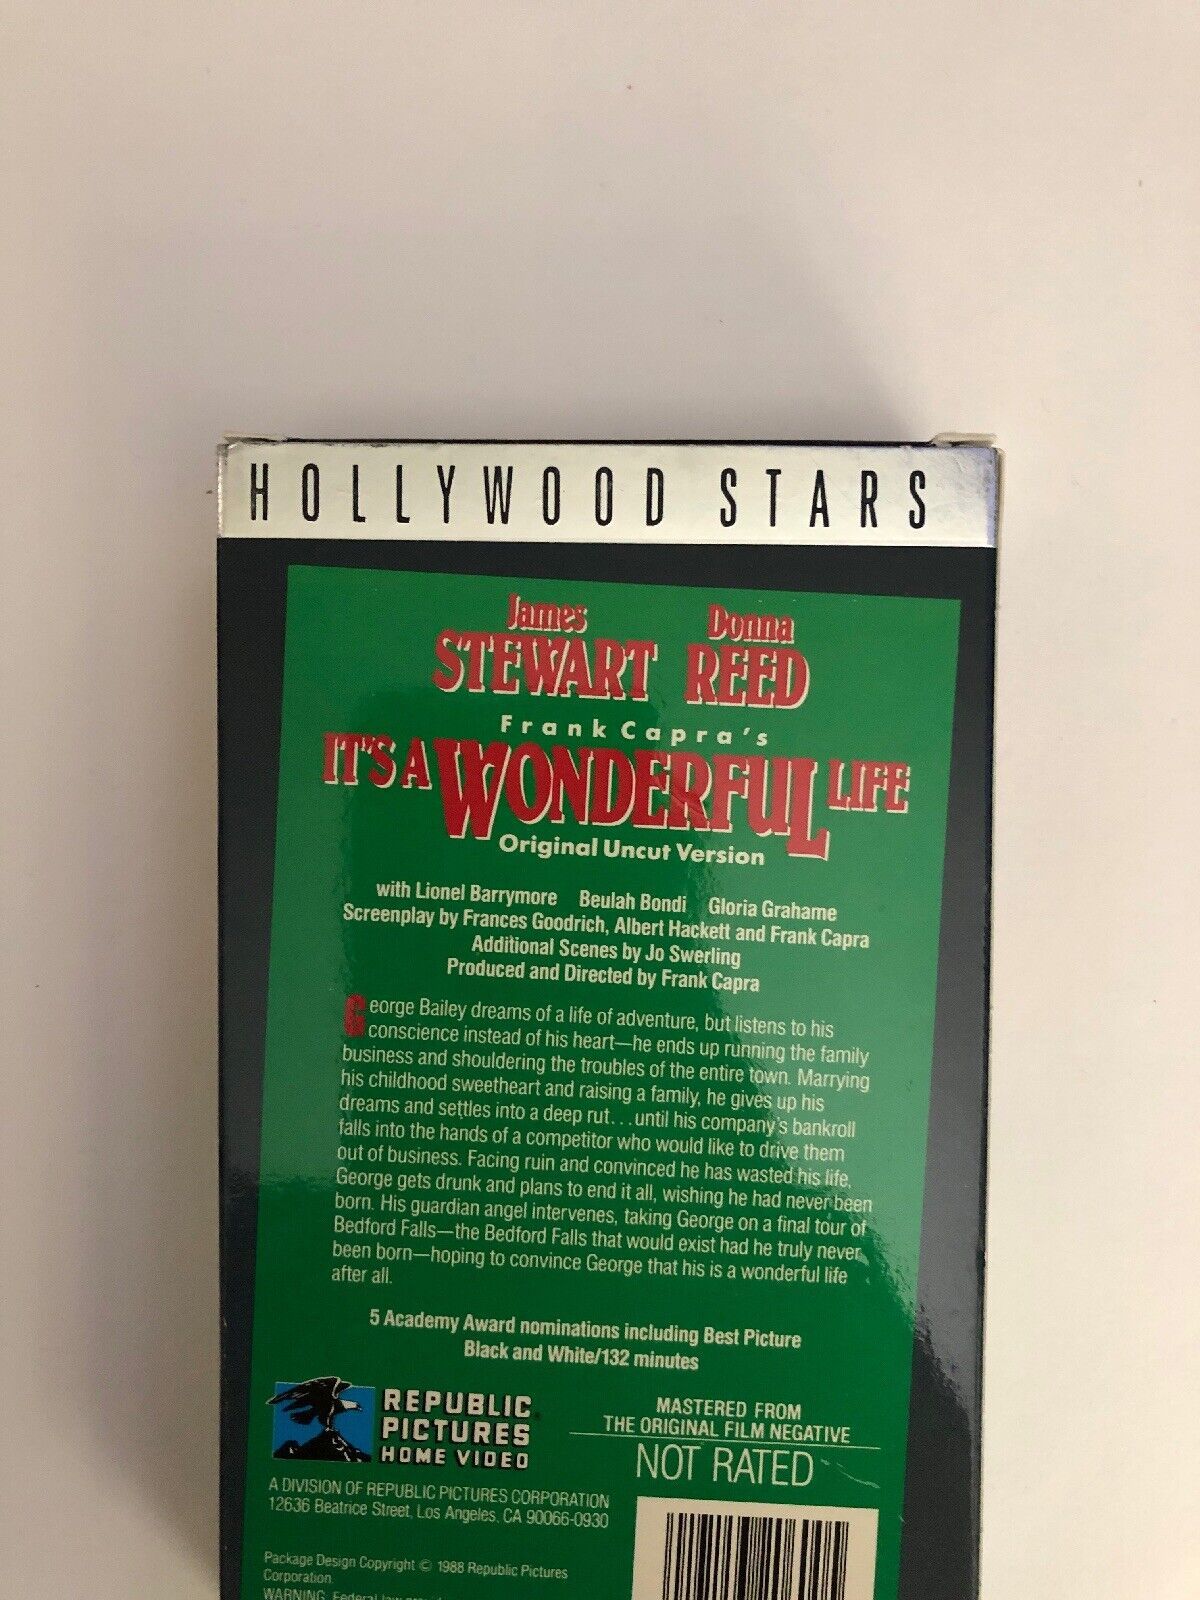 HOLLYWOOD STARS
James Donna
STEWART REED
Frank Capra's
IT'S A WONDERFUL LIFE
Original Uncut Version
with Lionel Barrymore Beulah Bondi Gloria Grahame
Screenplay by Frances Goodrich, Albert Hackett and Frank Capra
Additional Scenes by Jo Swerling
Produced and Directed by Frank Capra
George Bailey dreams of a life of adventure, but listens to his
conscience instead of his heart—he ends up running the family
business and shouldering the troubles of the entire town. Marrying
his childhood sweetheart and raising a family, he gives up his
dreams and settles into a deep rut...until his company's bankroll
falls into the hands of a competitor who would like to drive them
out of business. Facing ruin and convinced he has wasted his life,
George gets drunk and plans to end it all, wishing he had never been
born. His guardian angel intervenes, taking George on a final tour of
Bedford Falls—the Bedford Falls that would exist had he truly never
been born—hoping to convince George that his is a wonderful life
after all.
5 Academy Award nominations including Best Picture
Black and White/132 minutes
REPUBLIC
PICTURES
HOME VIDEO
MASTERED FROM
THE ORIGINAL FILM NEGATIVE
NOT RATED
A DIVISION OF REPUBLIC PICTURES CORPORATION
12636 Beatrice Street, Los Angeles, CA 90066-0930
Package Design Copyright © 1988 Republic Pictures
Corporation.
WARNING: Federal law